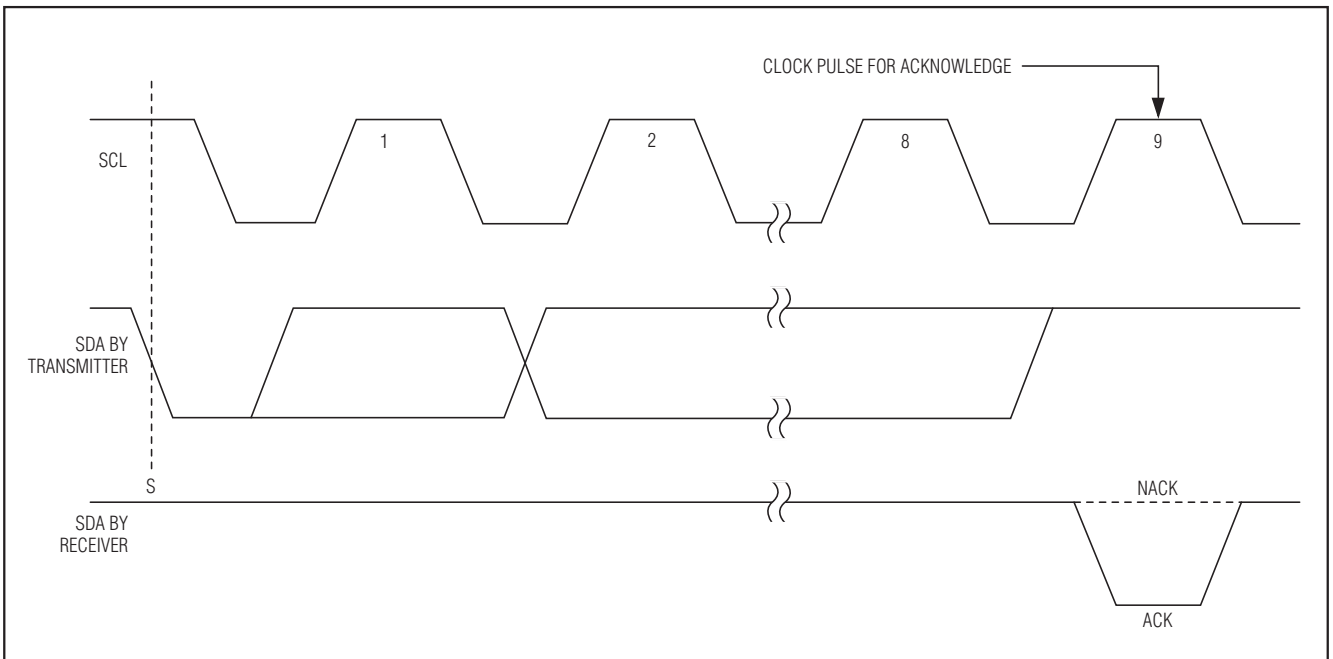 CLOCK PULSE FOR ACKNOWLEDGE
SCL
1
2
8
9
SDA BY
TRANSMITTER
S
SDA BY
RECEIVER
NACK
ACK